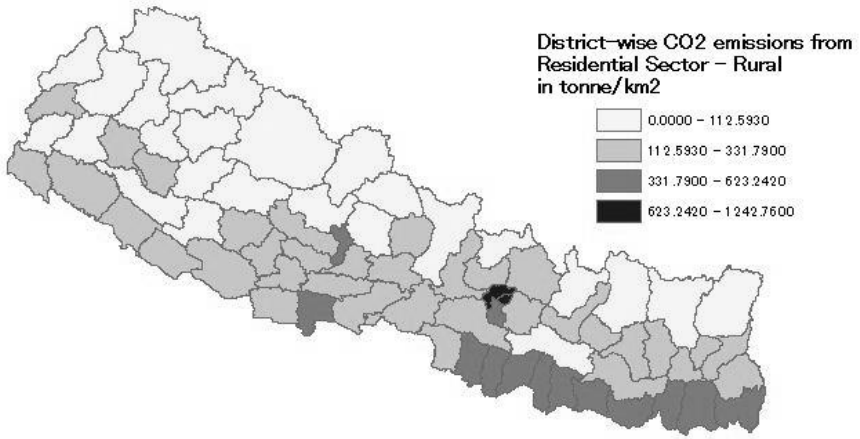 District-wise CO2 emissions from
Residential Sector - Rural
in tonne/km2
0.0000 - 112.5930
112.5930 - 331.7900
331.7900 - 623.2420
623.2420 - 1242.7600